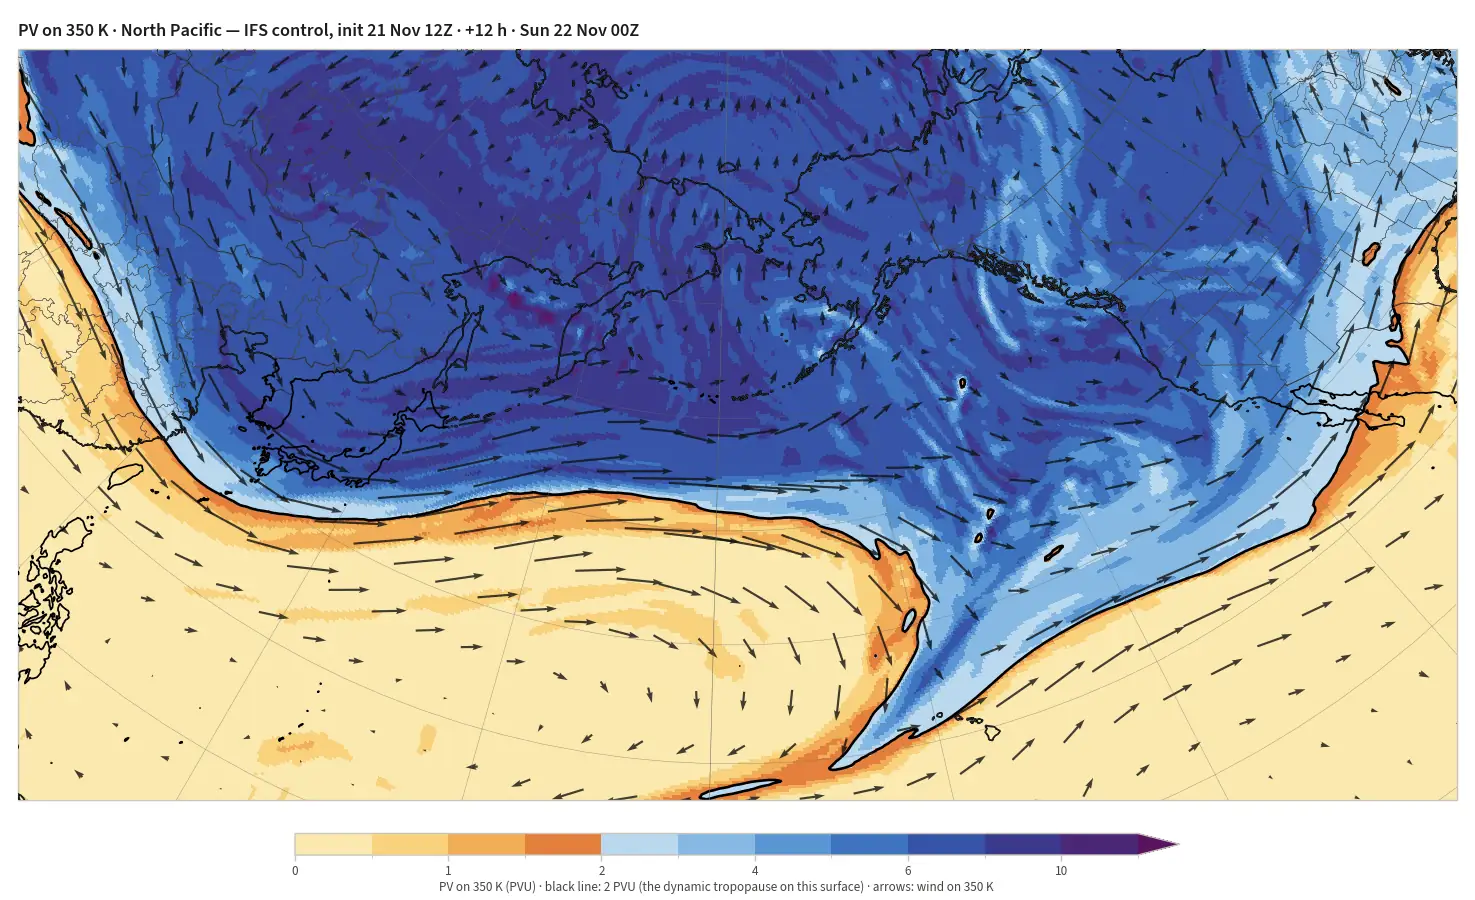 PV on 350 K · North Pacific — IFS control, init 21 Nov 12Z · +12 h · Sun 22 Nov 00Z
0 1 2 4 6 10
PV on 350 K (PVU) · black line: 2 PVU (the dynamic tropopause on this surface) · arrows: wind on 350 K